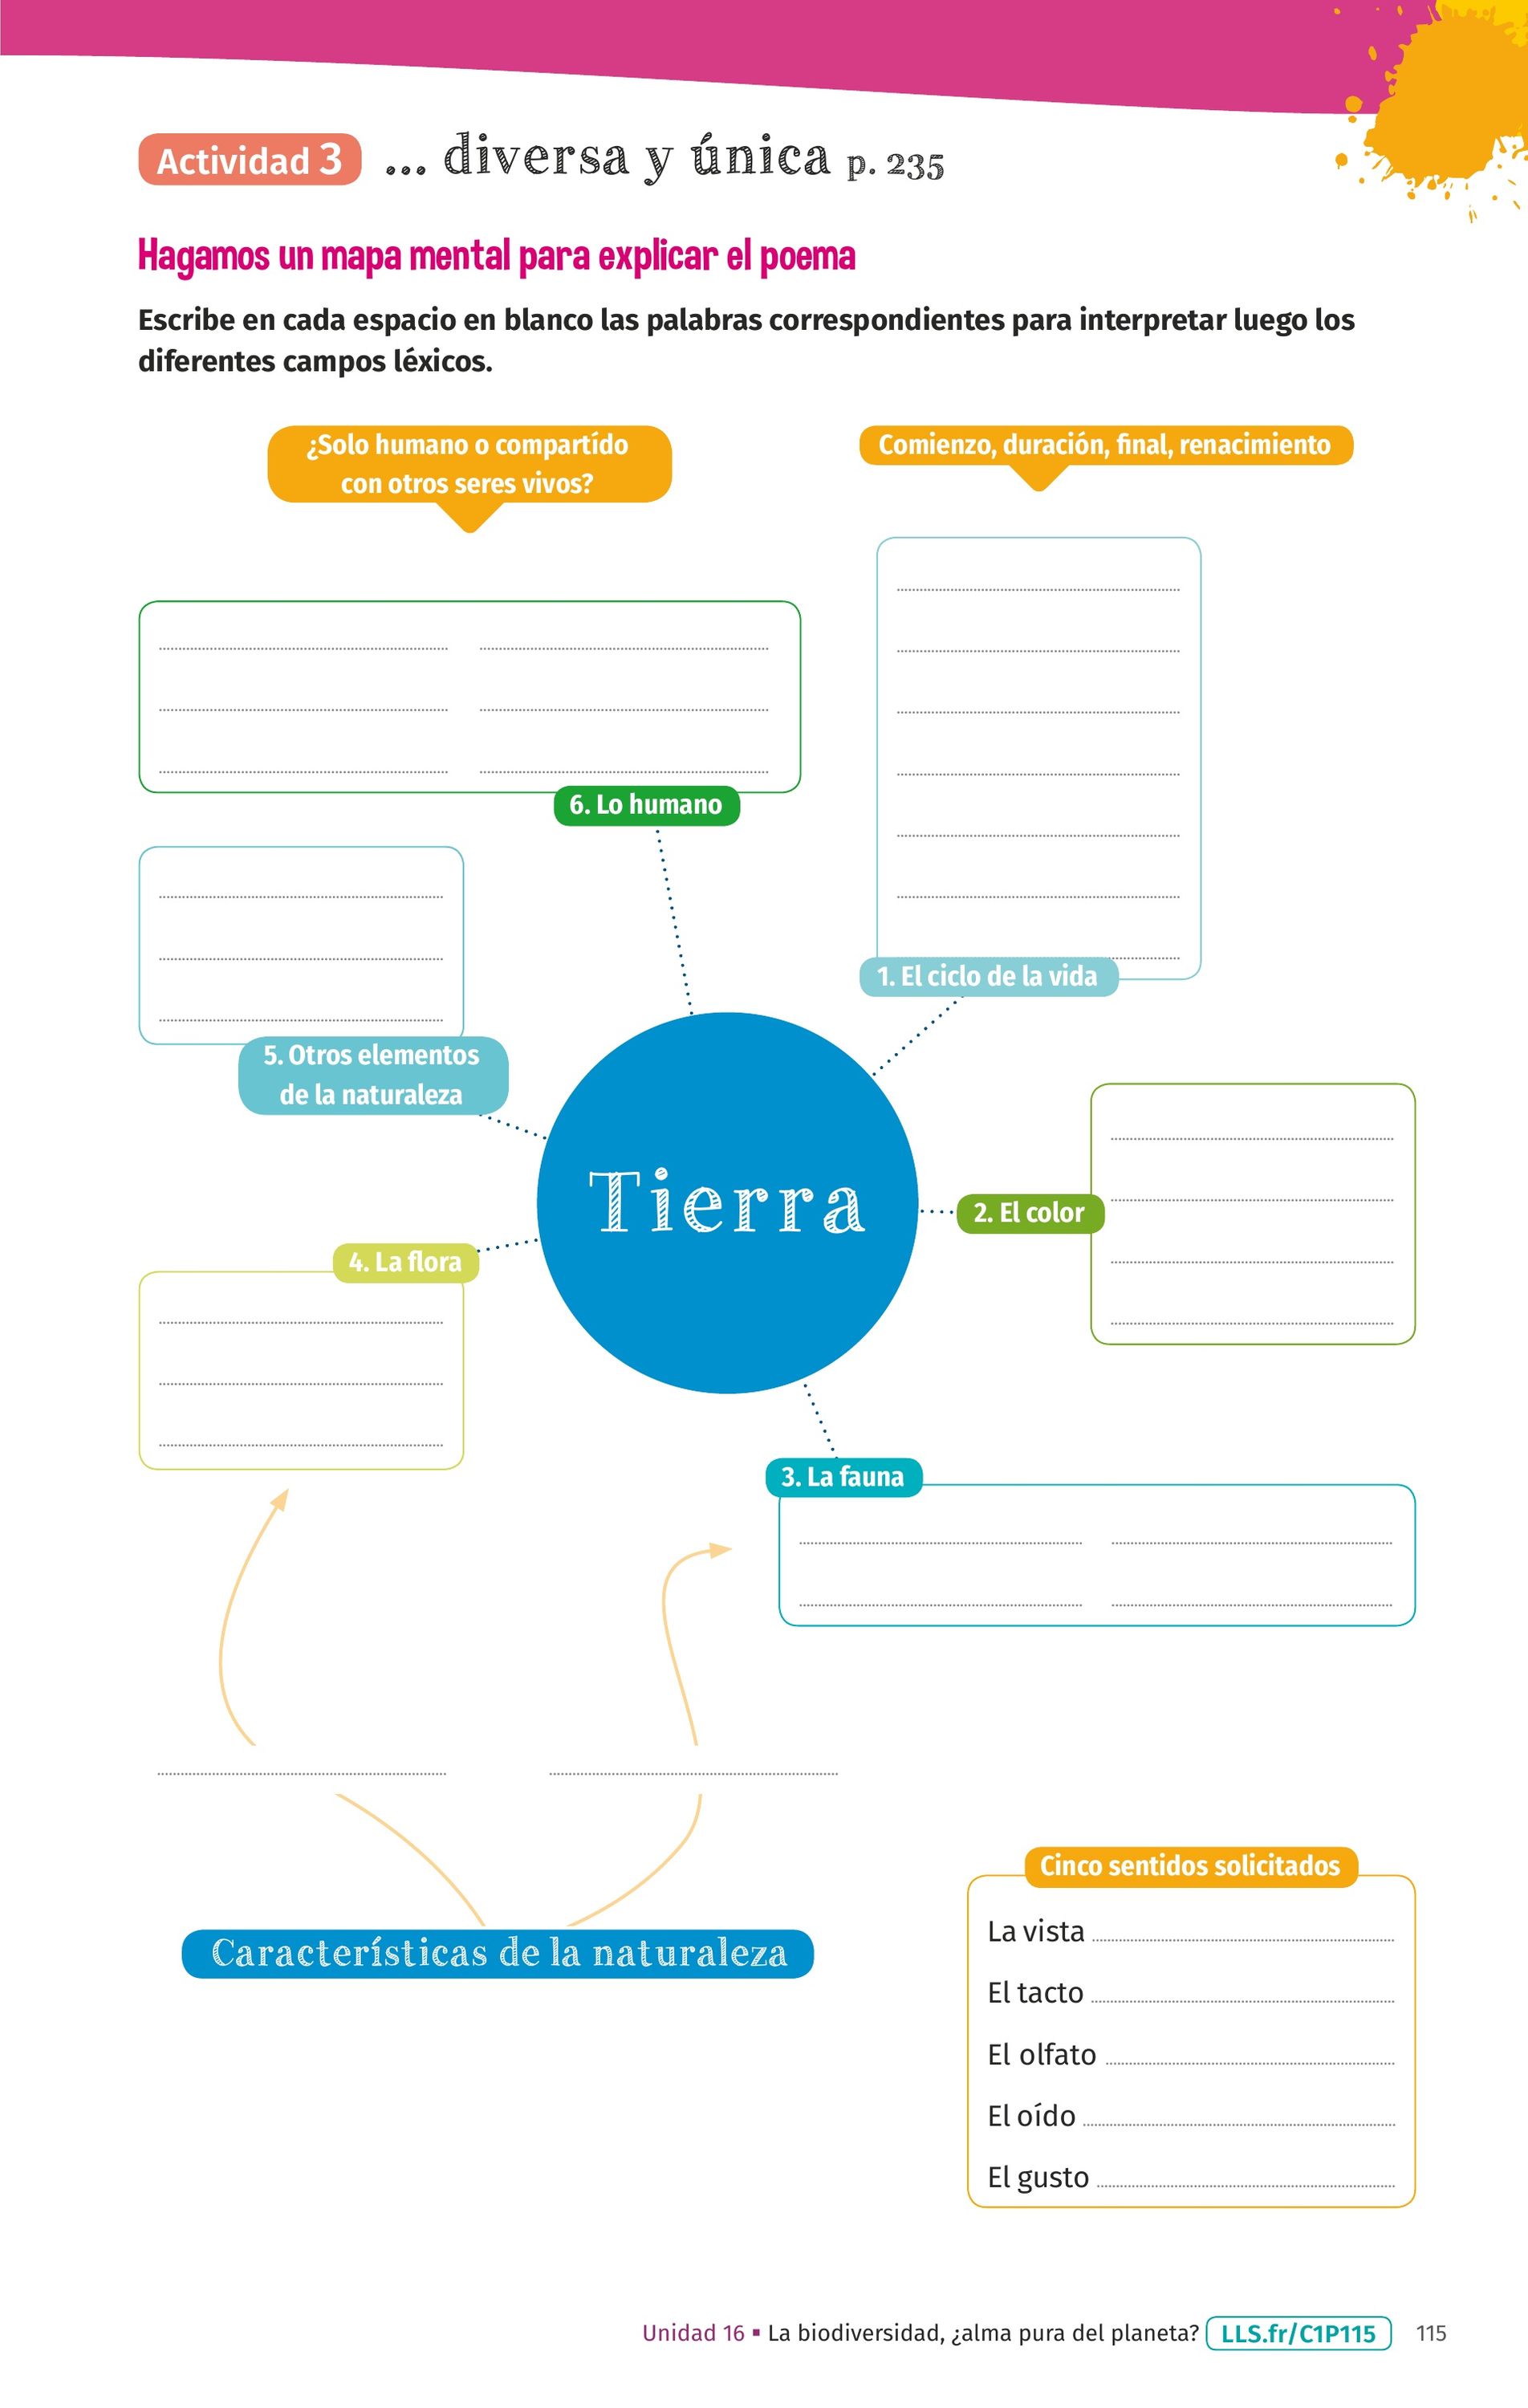 Actividad 3 ... diversa y única p. 235
Hagamos un mapa mental para explicar el poema
Escribe en cada espacio en blanco las palabras correspondientes para interpretar luego los
diferentes campos léxicos.
¿Solo humano o compartído
con otros seres vivos?
Comienzo, duración, final, renacimiento
6. Lo humano
1. El ciclo de la vida
5. Otros elementos
de la naturaleza
Tierra
2. El color
4. La flora
3. La fauna
Características de la naturaleza
Cinco sentidos solicitados
La vista
El tacto
El olfato
El oído
El gusto
Unidad 16 ▪ La biodiversidad, ¿alma pura del planeta? LLS.fr/C1P115 115